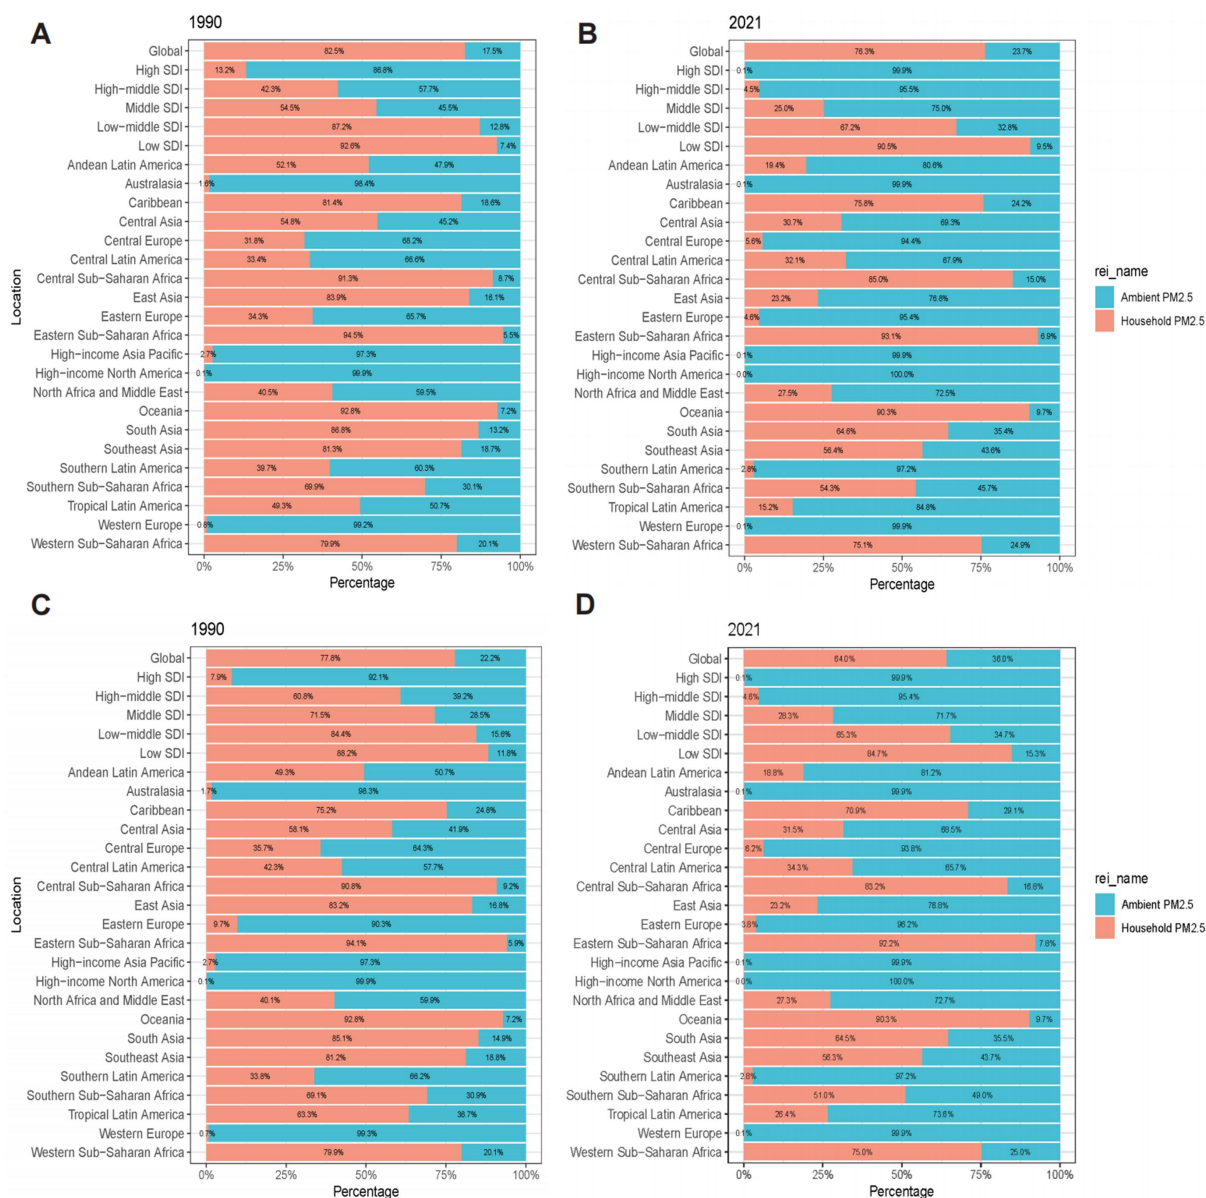 A
1990
Location
Global 82.5% 17.5%
High SDI 13.2% 86.8%
High-middle SDI 42.3% 57.7%
Middle SDI 54.5% 45.5%
Low-middle SDI 87.2% 12.8%
Low SDI 92.6% 7.4%
Andean Latin America 52.1% 47.9%
Australasia 1.6% 98.4%
Caribbean 81.4% 18.6%
Central Asia 54.8% 45.2%
Central Europe 31.8% 68.2%
Central Latin America 33.4% 66.6%
Central Sub-Saharan Africa 91.3% 8.7%
East Asia 83.9% 16.1%
Eastern Europe 34.3% 65.7%
Eastern Sub-Saharan Africa 94.5% 5.5%
High-income Asia Pacific 2.7% 97.3%
High-income North America 0.1% 99.9%
North Africa and Middle East 40.5% 59.5%
Oceania 92.8% 7.2%
South Asia 86.8% 13.2%
Southeast Asia 81.3% 18.7%
Southern Latin America 39.7% 60.3%
Southern Sub-Saharan Africa 69.9% 30.1%
Tropical Latin America 49.3% 50.7%
Western Europe 0.8% 99.2%
Western Sub-Saharan Africa 79.9% 20.1%
0% 25% 50% 75% 100%
Percentage
B
2021
Global 76.3% 23.7%
High SDI 0.1% 99.9%
High-middle SDI 4.5% 95.5%
Middle SDI 25.0% 75.0%
Low-middle SDI 67.2% 32.8%
Low SDI 90.5% 9.5%
Andean Latin America 19.4% 80.6%
Australasia 0.1% 99.9%
Caribbean 75.8% 24.2%
Central Asia 30.7% 69.3%
Central Europe 5.6% 94.4%
Central Latin America 32.1% 67.9%
Central Sub-Saharan Africa 85.0% 15.0%
East Asia 23.2% 76.8%
Eastern Europe 4.6% 95.4%
Eastern Sub-Saharan Africa 93.1% 6.9%
High-income Asia Pacific 0.1% 99.9%
High-income North America 0.0% 100.0%
North Africa and Middle East 27.5% 72.5%
Oceania 90.3% 9.7%
South Asia 64.6% 35.4%
Southeast Asia 56.4% 43.6%
Southern Latin America 2.8% 97.2%
Southern Sub-Saharan Africa 54.3% 45.7%
Tropical Latin America 15.2% 84.8%
Western Europe 0.1% 99.9%
Western Sub-Saharan Africa 75.1% 24.9%
0% 25% 50% 75% 100%
Percentage
rei_name
Ambient PM2.5
Household PM2.5
C
1990
Location
Global 77.8% 22.2%
High SDI 7.9% 92.1%
High-middle SDI 60.8% 39.2%
Middle SDI 71.5% 28.5%
Low-middle SDI 84.4% 15.6%
Low SDI 88.2% 11.8%
Andean Latin America 49.3% 50.7%
Australasia 1.7% 98.3%
Caribbean 75.2% 24.8%
Central Asia 58.1% 41.9%
Central Europe 35.7% 64.3%
Central Latin America 42.3% 57.7%
Central Sub-Saharan Africa 90.8% 9.2%
East Asia 83.2% 16.8%
Eastern Europe 9.7% 90.3%
Eastern Sub-Saharan Africa 94.1% 5.9%
High-income Asia Pacific 2.7% 97.3%
High-income North America 0.1% 99.9%
North Africa and Middle East 40.1% 59.9%
Oceania 92.8% 7.2%
South Asia 85.1% 14.9%
Southeast Asia 81.2% 18.8%
Southern Latin America 33.8% 66.2%
Southern Sub-Saharan Africa 69.1% 30.9%
Tropical Latin America 63.3% 36.7%
Western Europe 0.7% 99.3%
Western Sub-Saharan Africa 79.9% 20.1%
0% 25% 50% 75% 100%
Percentage
D
2021
Global 64.0% 36.0%
High SDI 0.1% 99.9%
High-middle SDI 4.6% 95.4%
Middle SDI 28.3% 71.7%
Low-middle SDI 65.3% 34.7%
Low SDI 84.7% 15.3%
Andean Latin America 18.8% 81.2%
Australasia 0.1% 99.9%
Caribbean 70.9% 29.1%
Central Asia 31.5% 68.5%
Central Europe 6.2% 93.8%
Central Latin America 34.3% 65.7%
Central Sub-Saharan Africa 83.2% 16.8%
East Asia 23.2% 76.8%
Eastern Europe 3.8% 96.2%
Eastern Sub-Saharan Africa 92.2% 7.8%
High-income Asia Pacific 0.1% 99.9%
High-income North America 0.0% 100.0%
North Africa and Middle East 27.3% 72.7%
Oceania 90.3% 9.7%
South Asia 64.5% 35.5%
Southeast Asia 56.3% 43.7%
Southern Latin America 2.8% 97.2%
Southern Sub-Saharan Africa 51.0% 49.0%
Tropical Latin America 26.4% 73.6%
Western Europe 0.1% 99.9%
Western Sub-Saharan Africa 75.0% 25.0%
0% 25% 50% 75% 100%
Percentage
rei_name
Ambient PM2.5
Household PM2.5